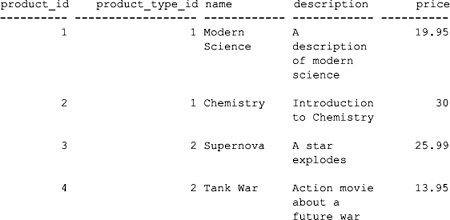 product_id product_type_id name description price
---------- --------------- ---------- ------------ ----------
1 1 Modern A 19.95
Science description
of modern
science
2 1 Chemistry Introduction 30
to Chemistry
3 2 Supernova A star 25.99
explodes
4 2 Tank War Action movie 13.95
about a
future war